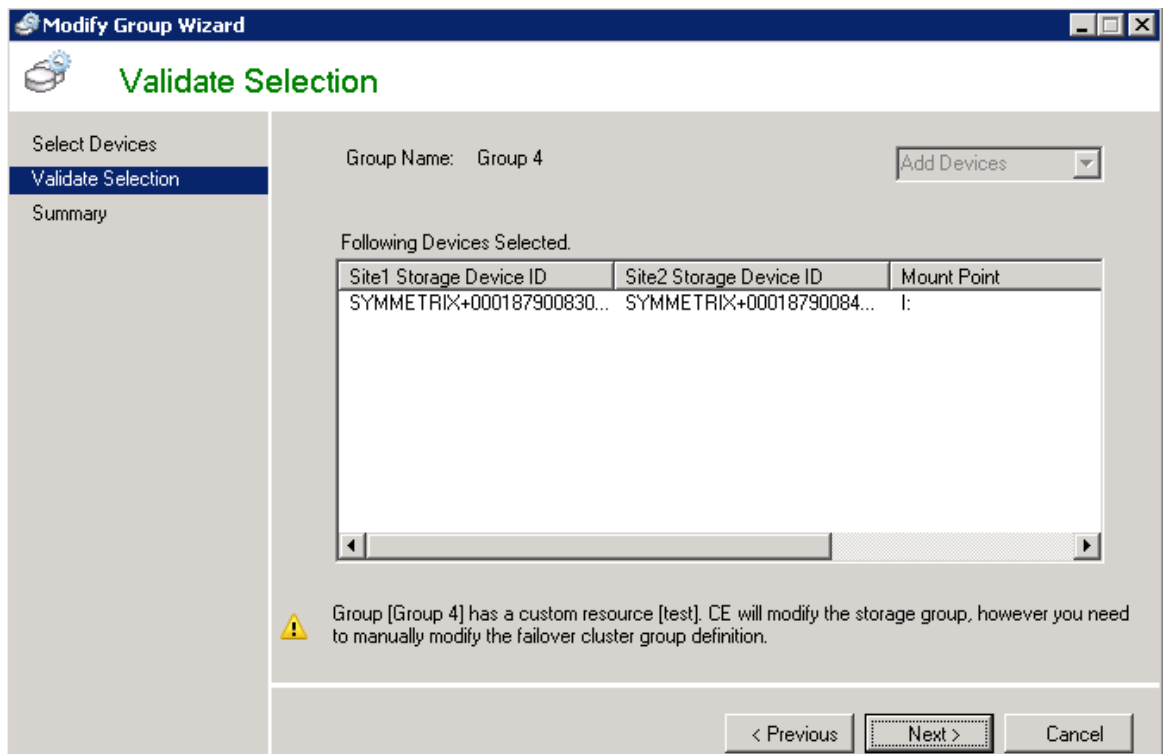 Modify Group Wizard
Validate Selection
Select Devices
Validate Selection
Summary
Group Name: Group 4
Add Devices
Following Devices Selected.
Site1 Storage Device ID Site2 Storage Device ID Mount Point
SYMMETRIX+000187900830... SYMMETRIX+00018790084... I:
Group [Group 4] has a custom resource [test]. CE will modify the storage group, however you need
to manually modify the failover cluster group definition.
< Previous Next > Cancel